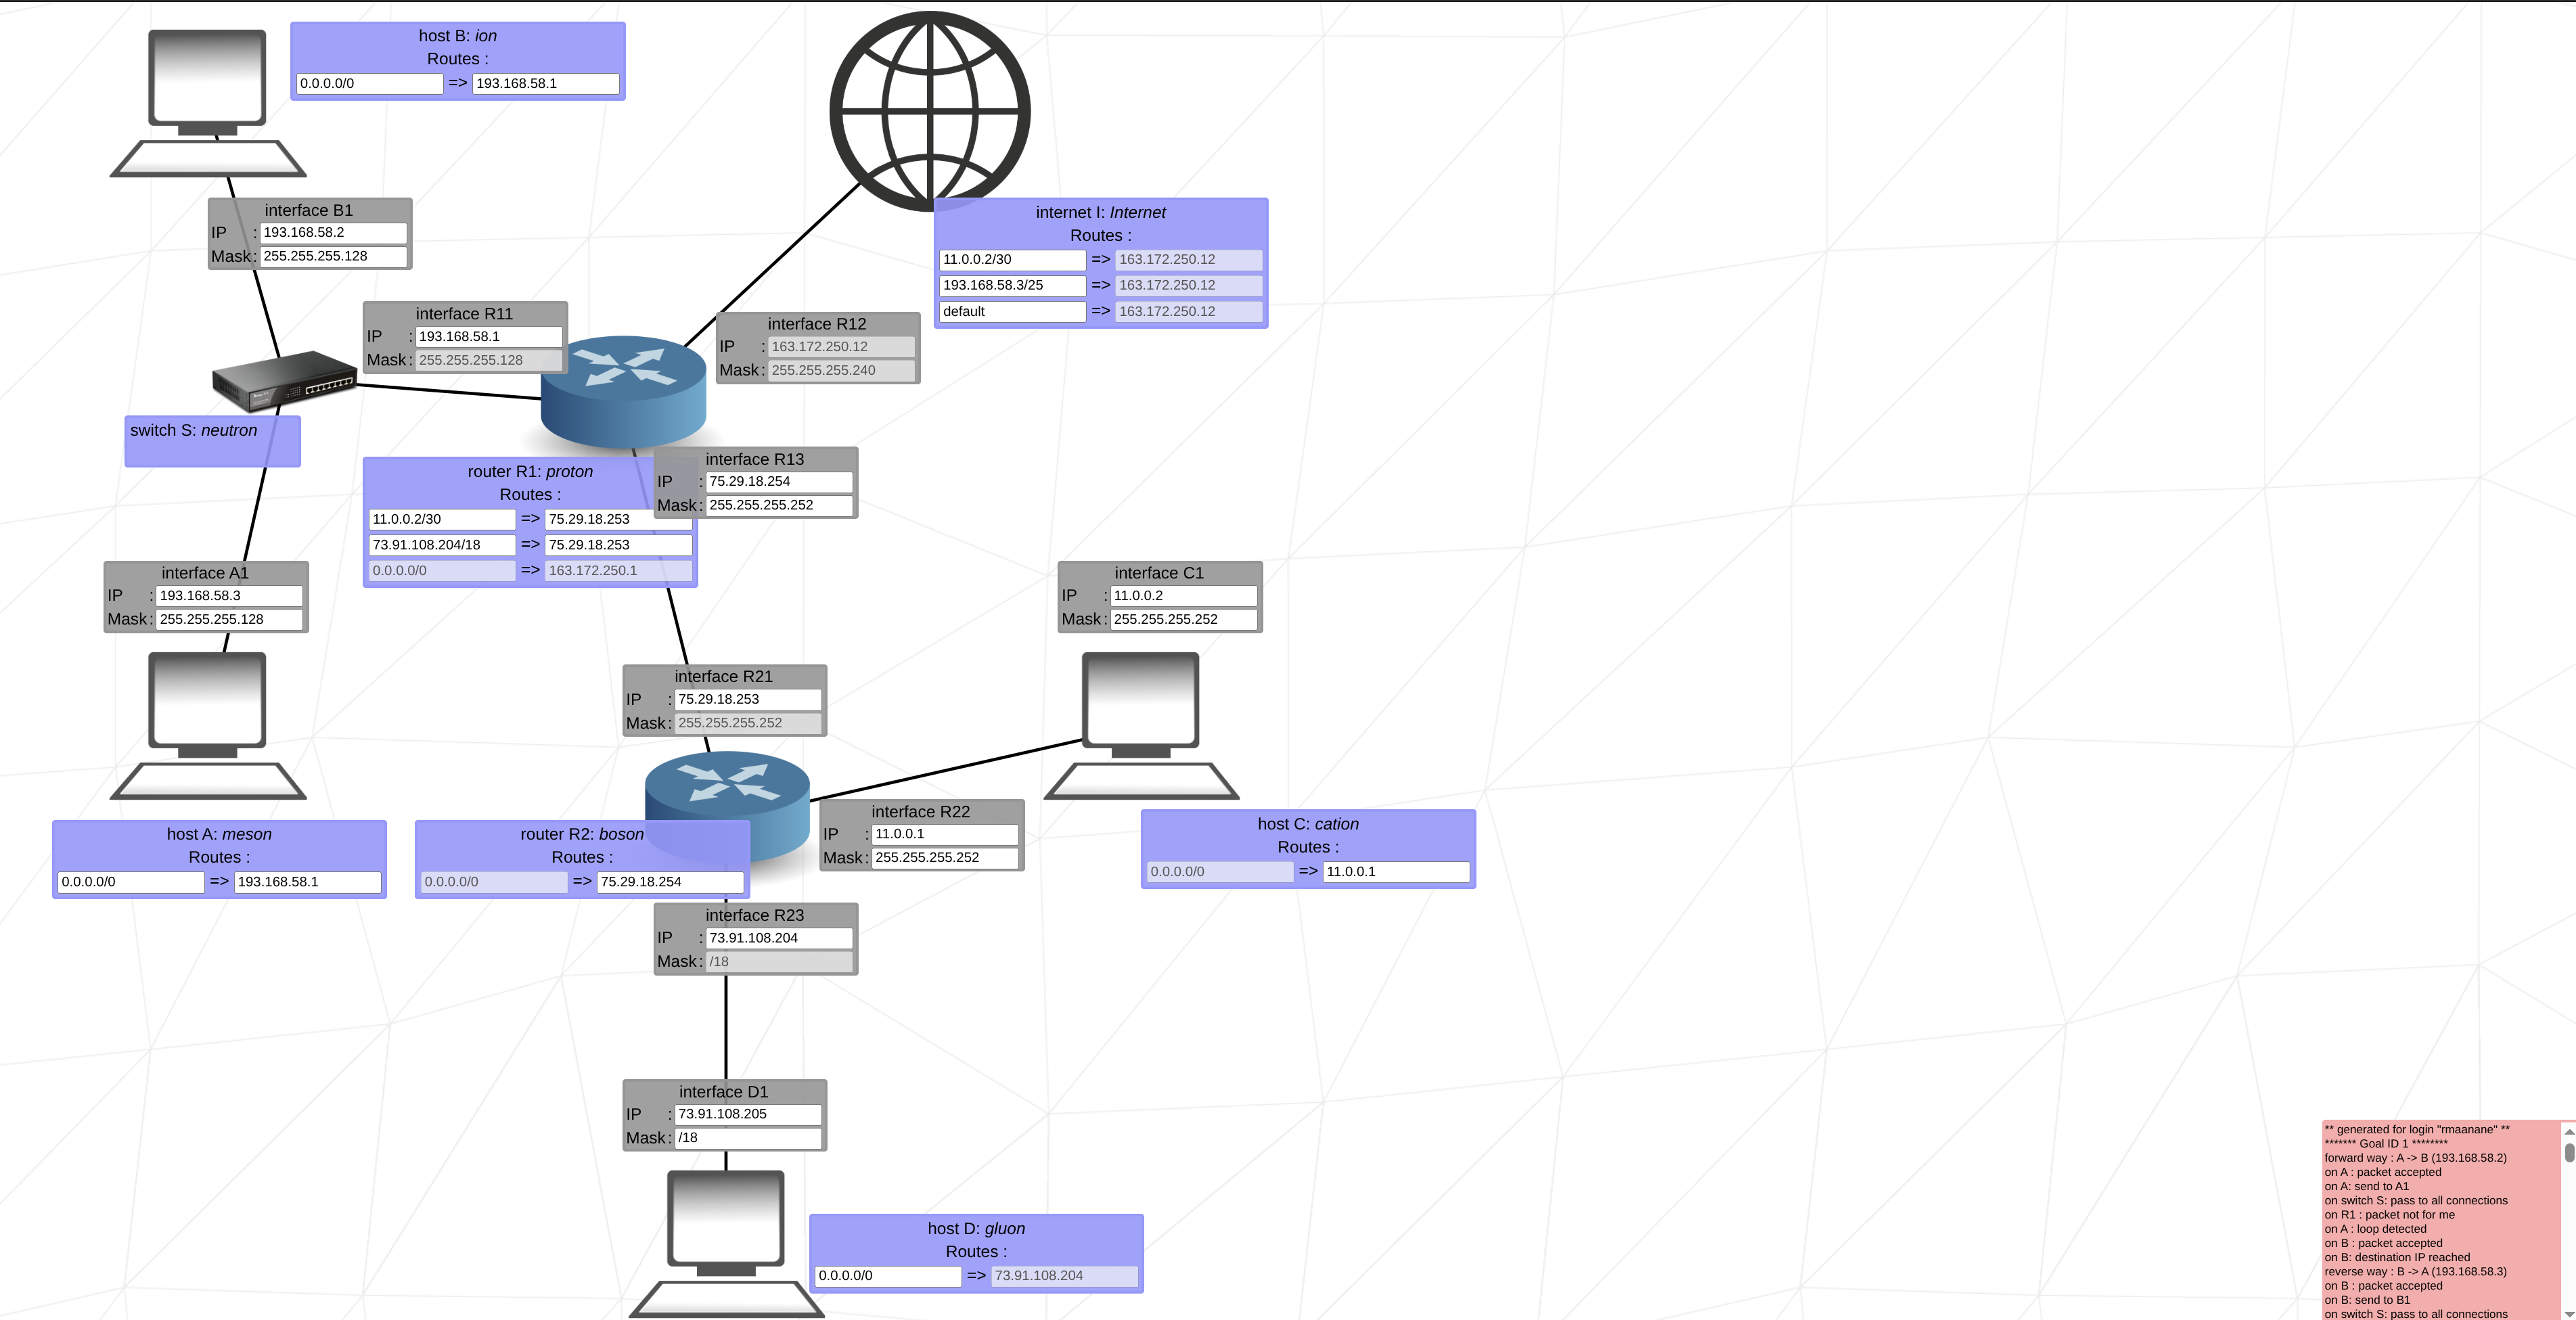 host B: ion
Routes :
0.0.0.0/0 => 193.168.58.1
interface B1
IP : 193.168.58.2
Mask : 255.255.255.128
internet I: Internet
Routes :
11.0.0.2/30 => 163.172.250.12
193.168.58.3/25 => 163.172.250.12
default => 163.172.250.12
interface R11
IP : 193.168.58.1
Mask : 255.255.255.128
interface R12
IP : 163.172.250.12
Mask : 255.255.255.240
switch S: neutron
router R1: proton
Routes :
11.0.0.2/30 => 75.29.18.253
73.91.108.204/18 => 75.29.18.253
0.0.0.0/0 => 163.172.250.1
interface R13
IP : 75.29.18.254
Mask : 255.255.255.252
interface A1
IP : 193.168.58.3
Mask : 255.255.255.128
interface C1
IP : 11.0.0.2
Mask : 255.255.255.252
interface R21
IP : 75.29.18.253
Mask : 255.255.255.252
host A: meson
Routes :
0.0.0.0/0 => 193.168.58.1
router R2: boson
Routes :
0.0.0.0/0 => 75.29.18.254
interface R22
IP : 11.0.0.1
Mask : 255.255.255.252
host C: cation
Routes :
0.0.0.0/0 => 11.0.0.1
interface R23
IP : 73.91.108.204
Mask : /18
interface D1
IP : 73.91.108.205
Mask : /18
host D: gluon
Routes :
0.0.0.0/0 => 73.91.108.204
** generated for login "rmaanane" **
******* Goal ID 1 ********
forward way : A -> B (193.168.58.2)
on A : packet accepted
on A: send to A1
on switch S: pass to all connections
on R1 : packet not for me
on A : loop detected
on B : packet accepted
on B: destination IP reached
reverse way : B -> A (193.168.58.3)
on B : packet accepted
on B: send to B1
on switch S: pass to all connections